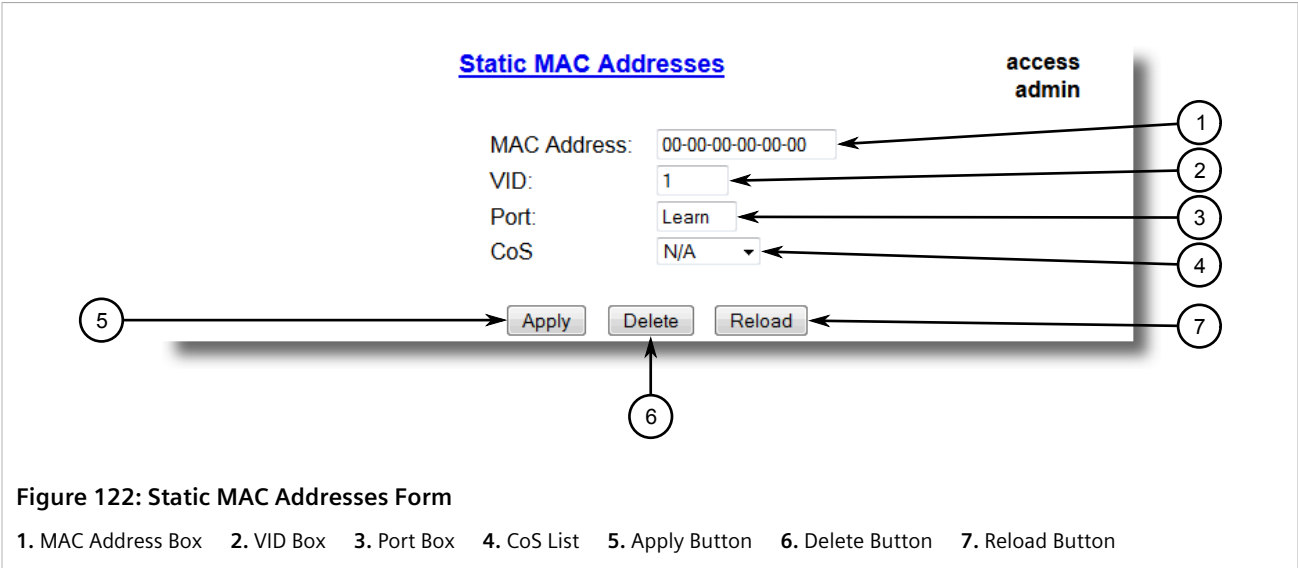 Static MAC Addresses
access
admin
MAC Address: 00-00-00-00-00-00
1
VID: 1
2
Port: Learn
3
CoS N/A
4
5
Apply Delete Reload
7
6
Figure 122: Static MAC Addresses Form
1. MAC Address Box 2. VID Box 3. Port Box 4. CoS List 5. Apply Button 6. Delete Button 7. Reload Button